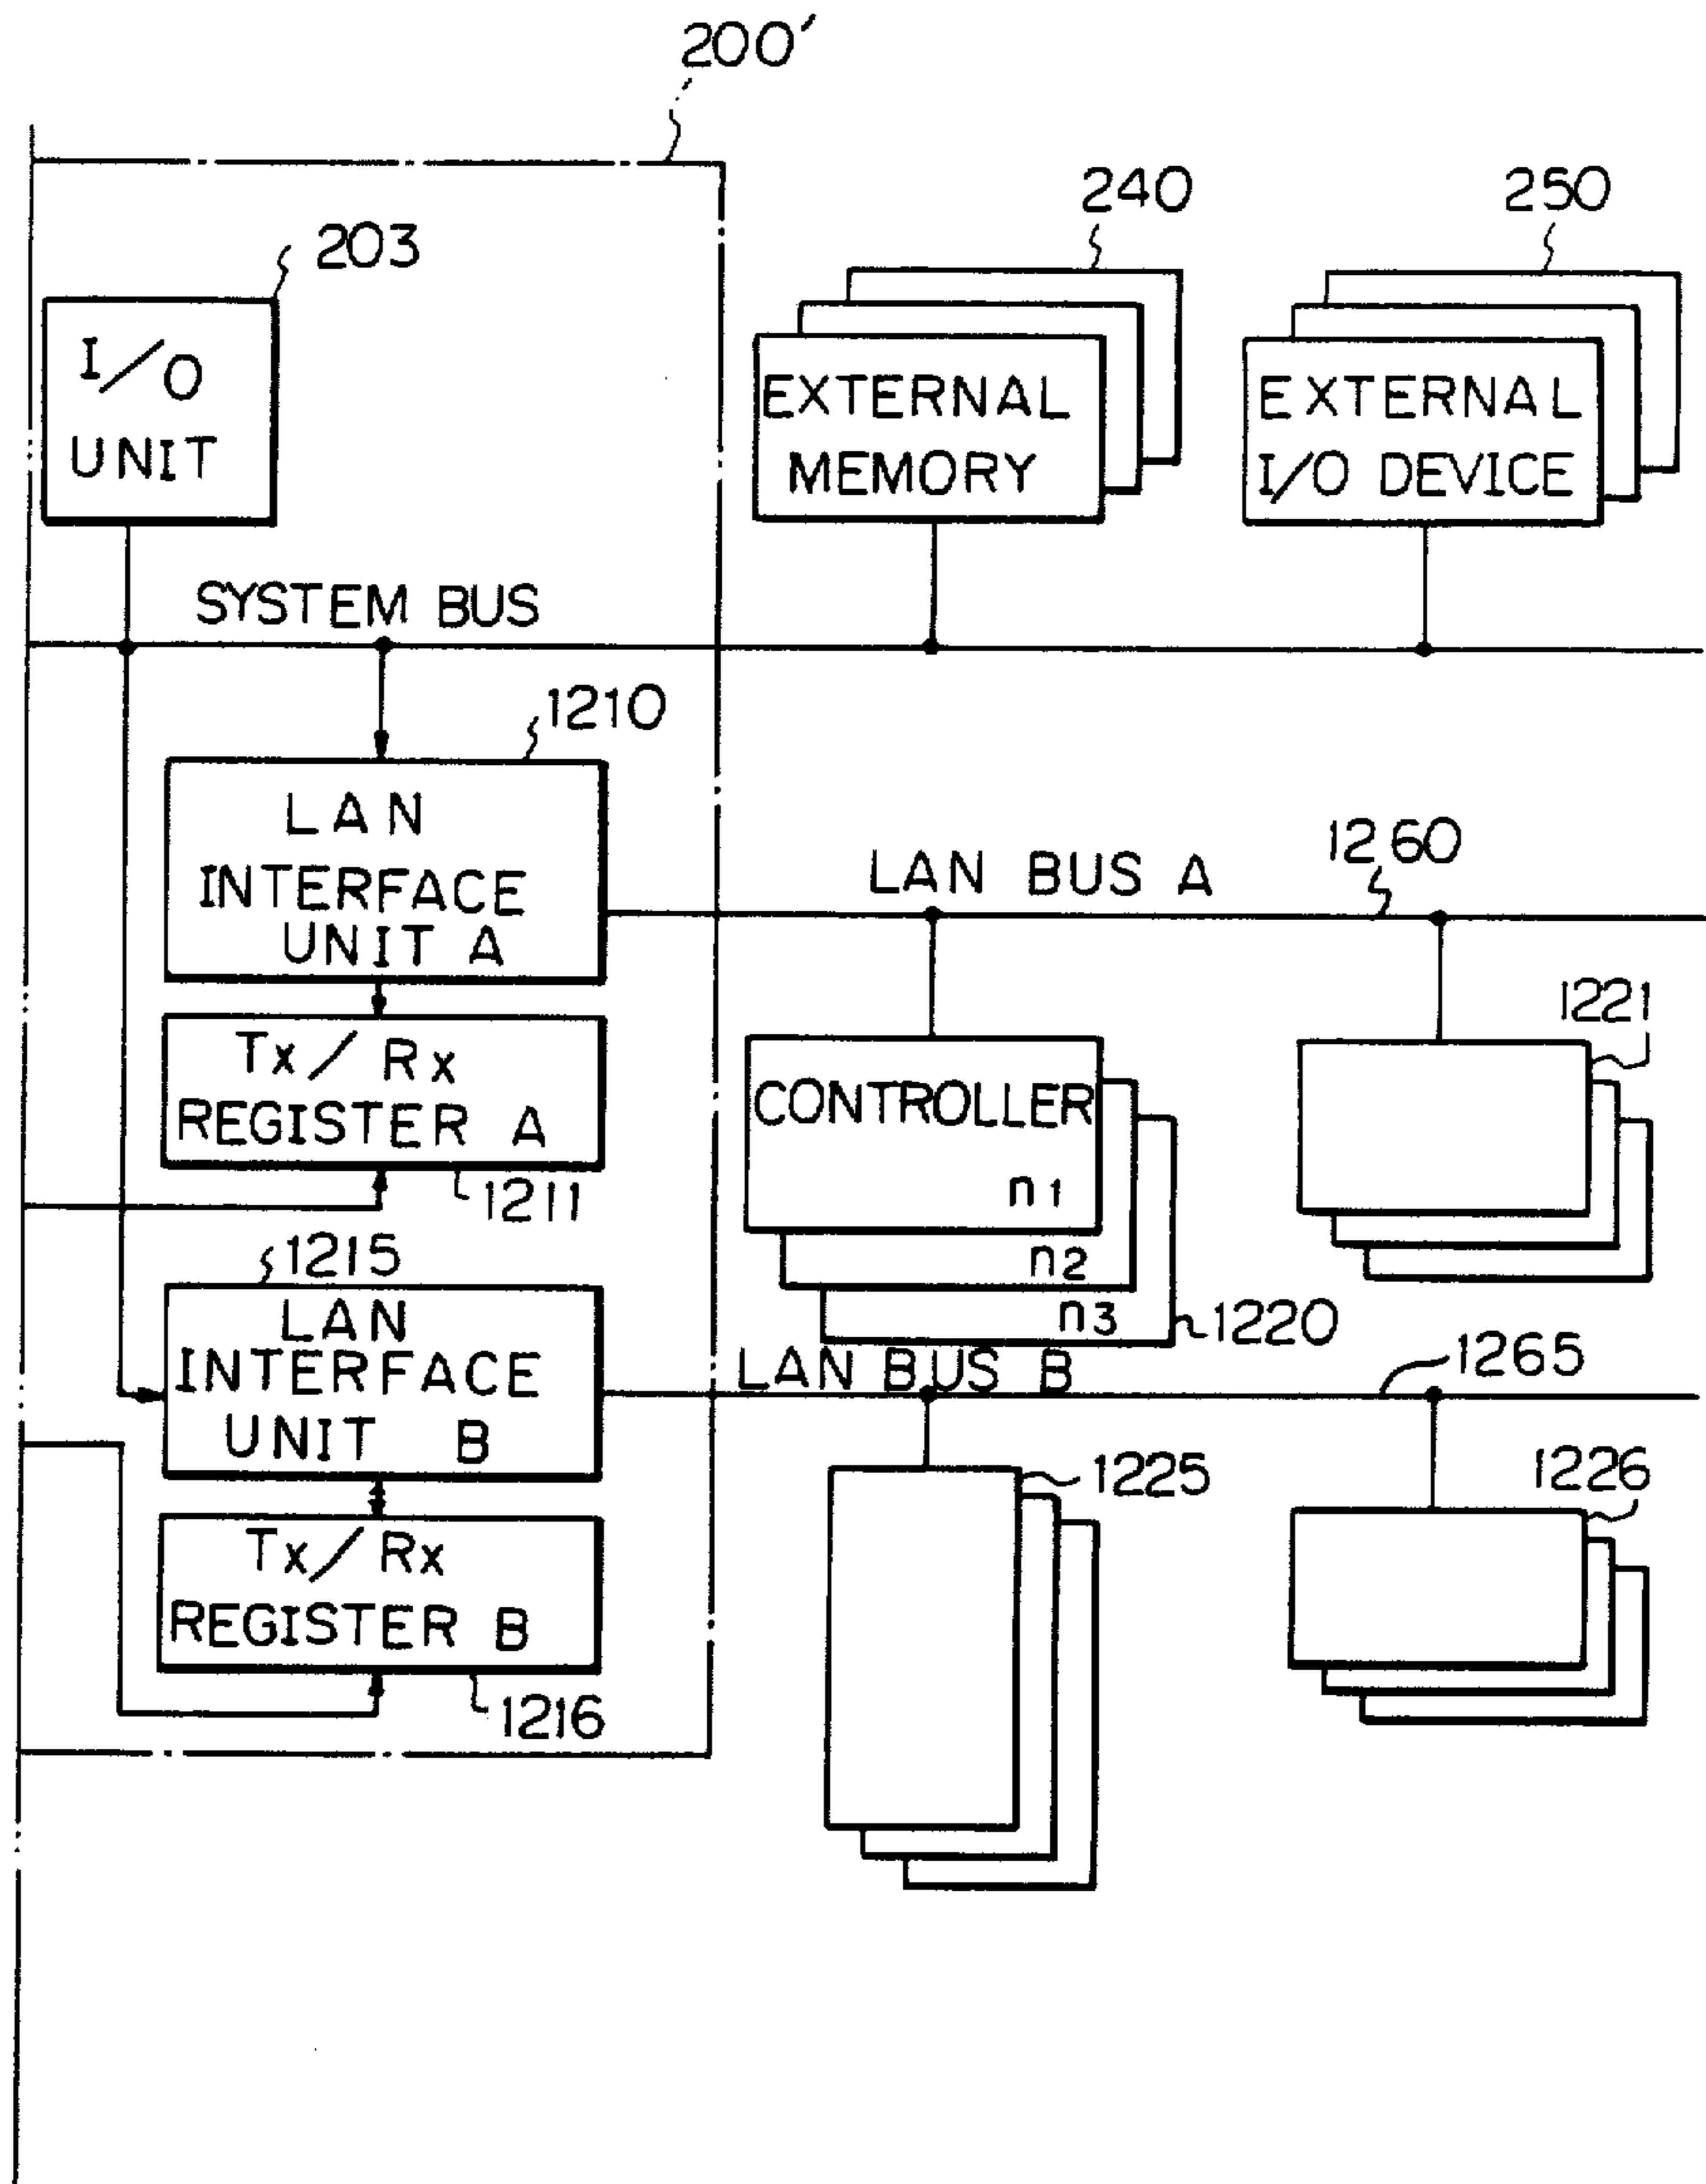 200'
203
I/O
UNIT
240
EXTERNAL
MEMORY
250
EXTERNAL
I/O DEVICE
SYSTEM BUS
1210
LAN
INTERFACE
UNIT A
LAN BUS A
1260
Tx/Rx
REGISTER A
1211
CONTROLLER
n1
n2
n3
1220
1221
1215
LAN
INTERFACE
UNIT B
LAN BUS B
1265
Tx/Rx
REGISTER B
1216
1225
1226